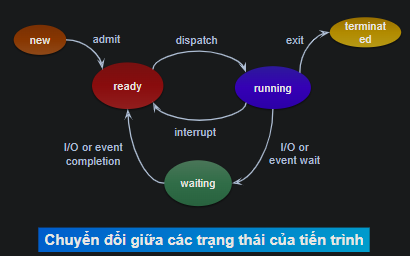 new
admit
ready
dispatch
running
exit
terminat
ed
interrupt
I/O or event
completion
I/O or
event wait
waiting
Chuyển đổi giữa các trạng thái của tiến trình